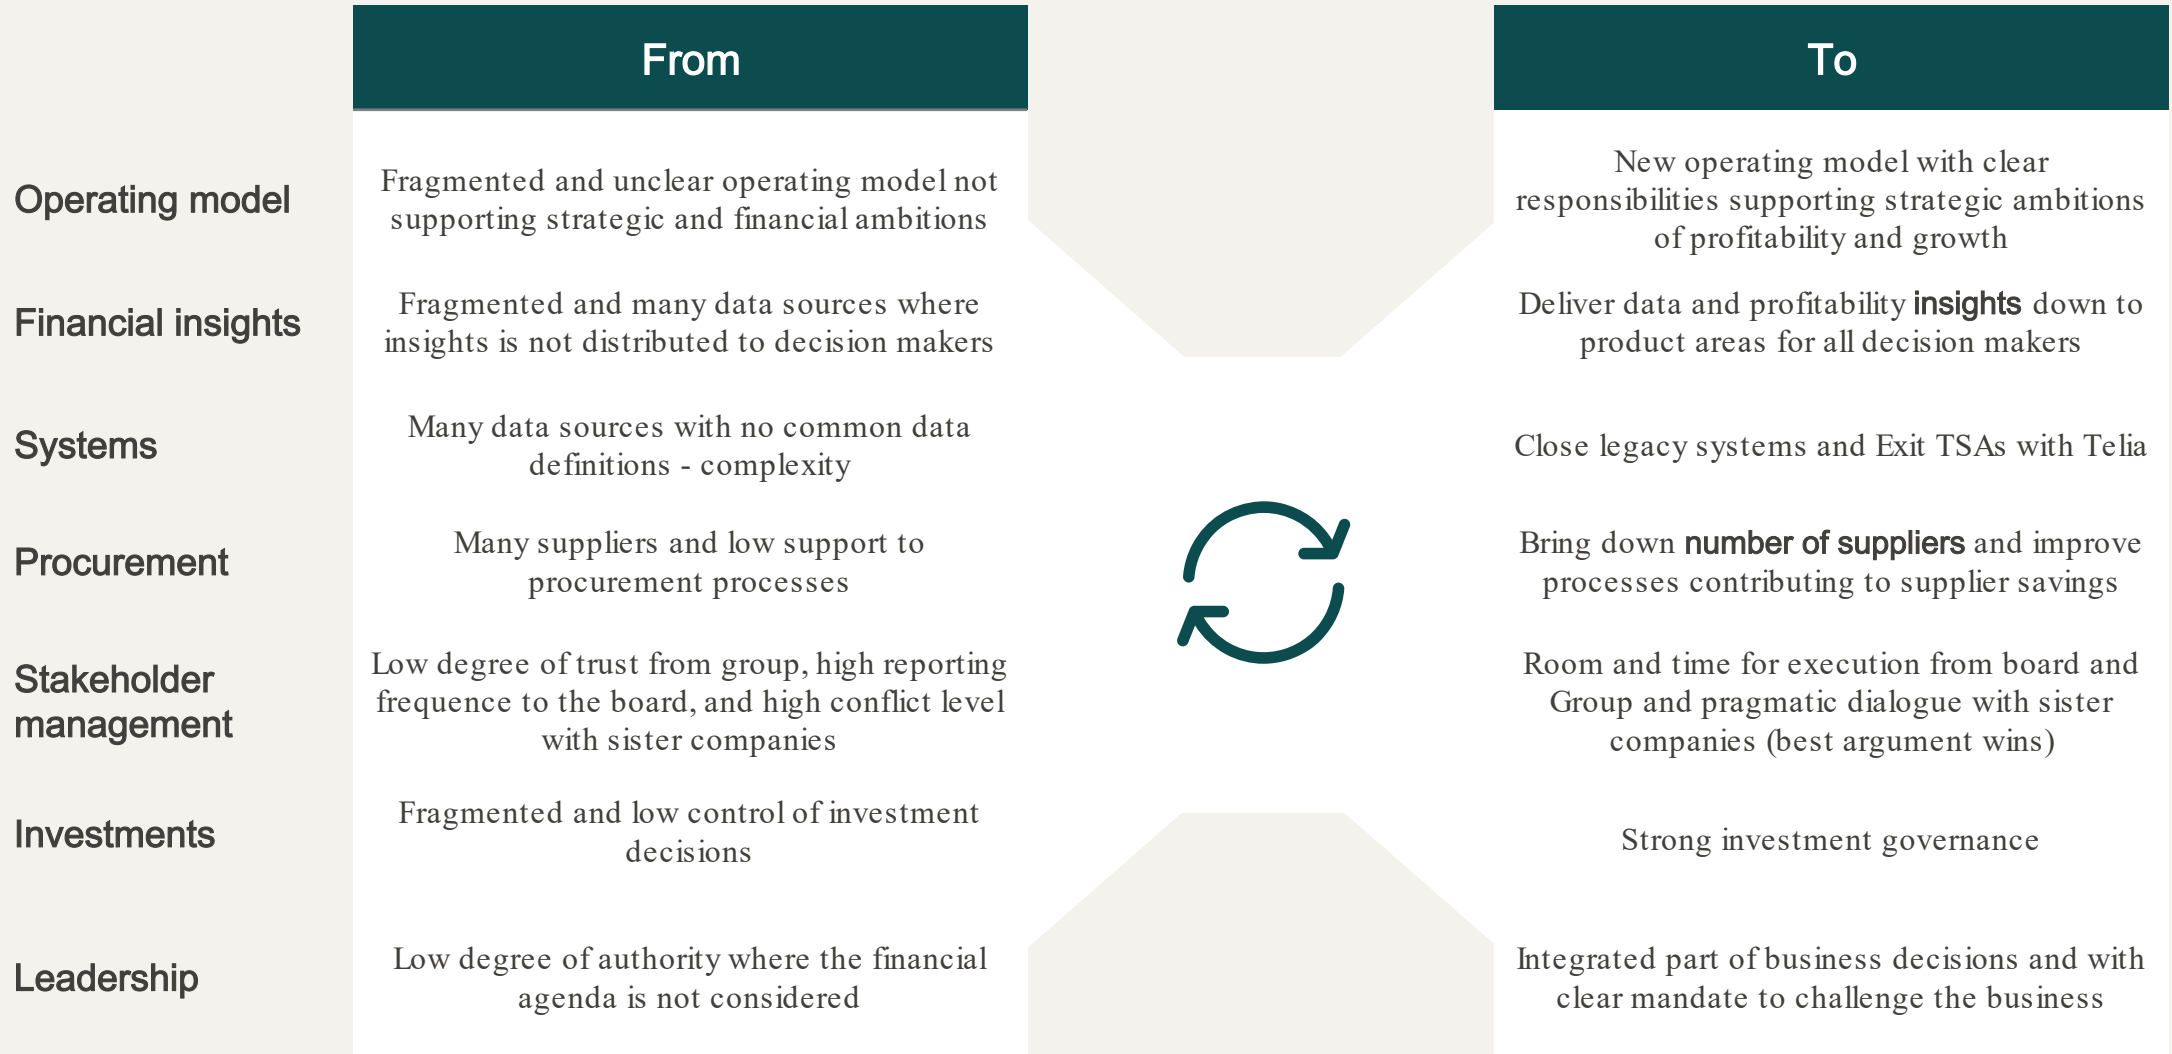 From
To
Operating model
Fragmented and unclear operating model not
supporting strategic and financial ambitions
New operating model with clear
responsibilities supporting strategic ambitions
of profitability and growth
Financial insights
Fragmented and many data sources where
insights is not distributed to decision makers
Deliver data and profitability insights down to
product areas for all decision makers
Systems
Many data sources with no common data
definitions - complexity
Close legacy systems and Exit TSAs with Telia
Procurement
Many suppliers and low support to
procurement processes
Bring down number of suppliers and improve
processes contributing to supplier savings
Stakeholder
management
Low degree of trust from group, high reporting
frequence to the board, and high conflict level
with sister companies
Room and time for execution from board and
Group and pragmatic dialogue with sister
companies (best argument wins)
Investments
Fragmented and low control of investment
decisions
Strong investment governance
Leadership
Low degree of authority where the financial
agenda is not considered
Integrated part of business decisions and with
clear mandate to challenge the business